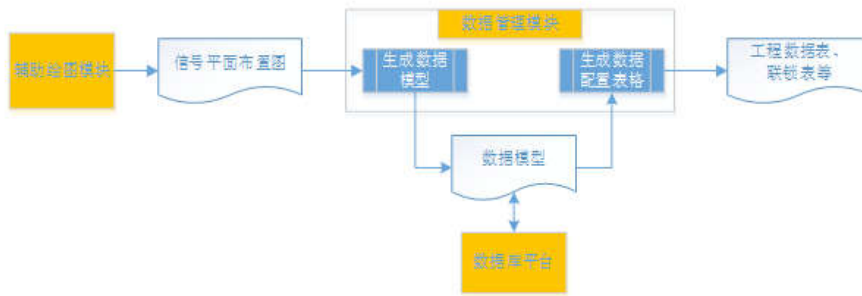 数据管理模块
辅助绘图模块
信号平面布置图
生成数据
模型
生成数据
配置表格
工程数据表、
联锁表等
数据模型
数据库平台